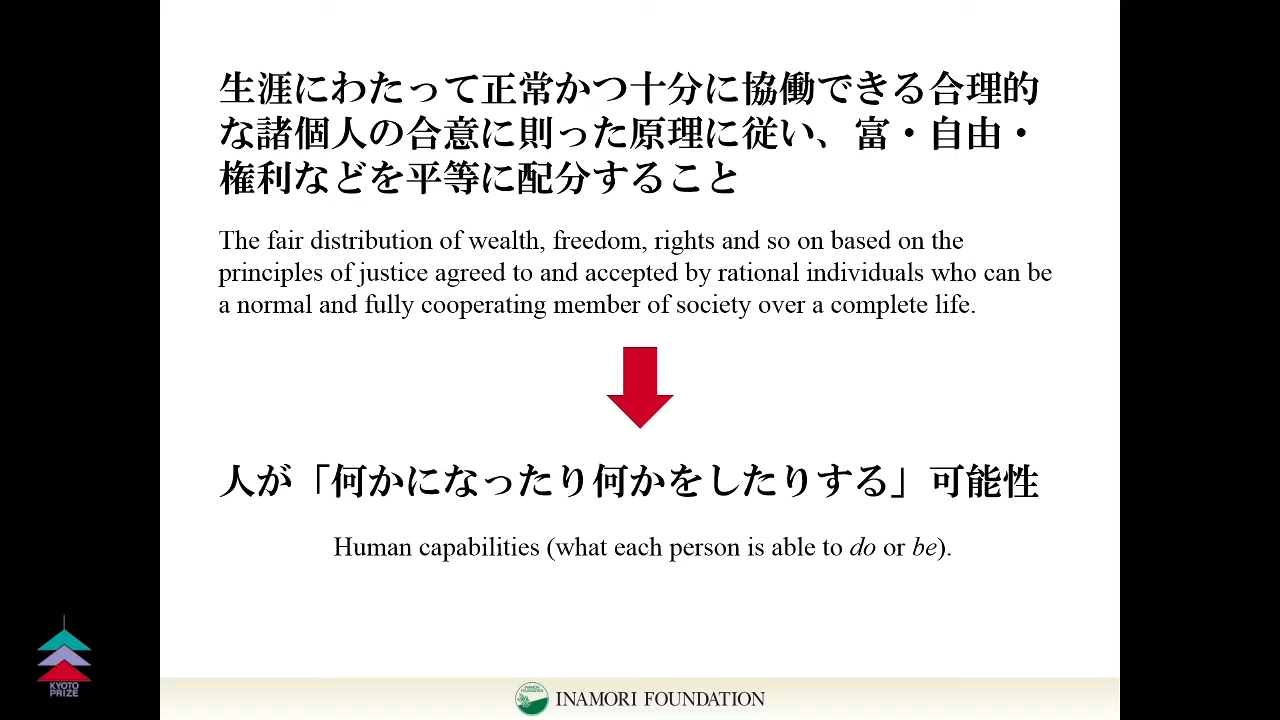 生涯にわたって正常かつ十分に協働できる合理的
な諸個人の合意に則った原理に従い、富・自由・
権利などを平等に配分すること
The fair distribution of wealth, freedom, rights and so on based on the
principles of justice agreed to and accepted by rational individuals who can be
a normal and fully cooperating member of society over a complete life.
人が「何かになったり何かをしたりする」可能性
Human capabilities (what each person is able to do or be).
KYOTO
PRIZE
INAMORI
FOUNDATION
INAMORI FOUNDATION